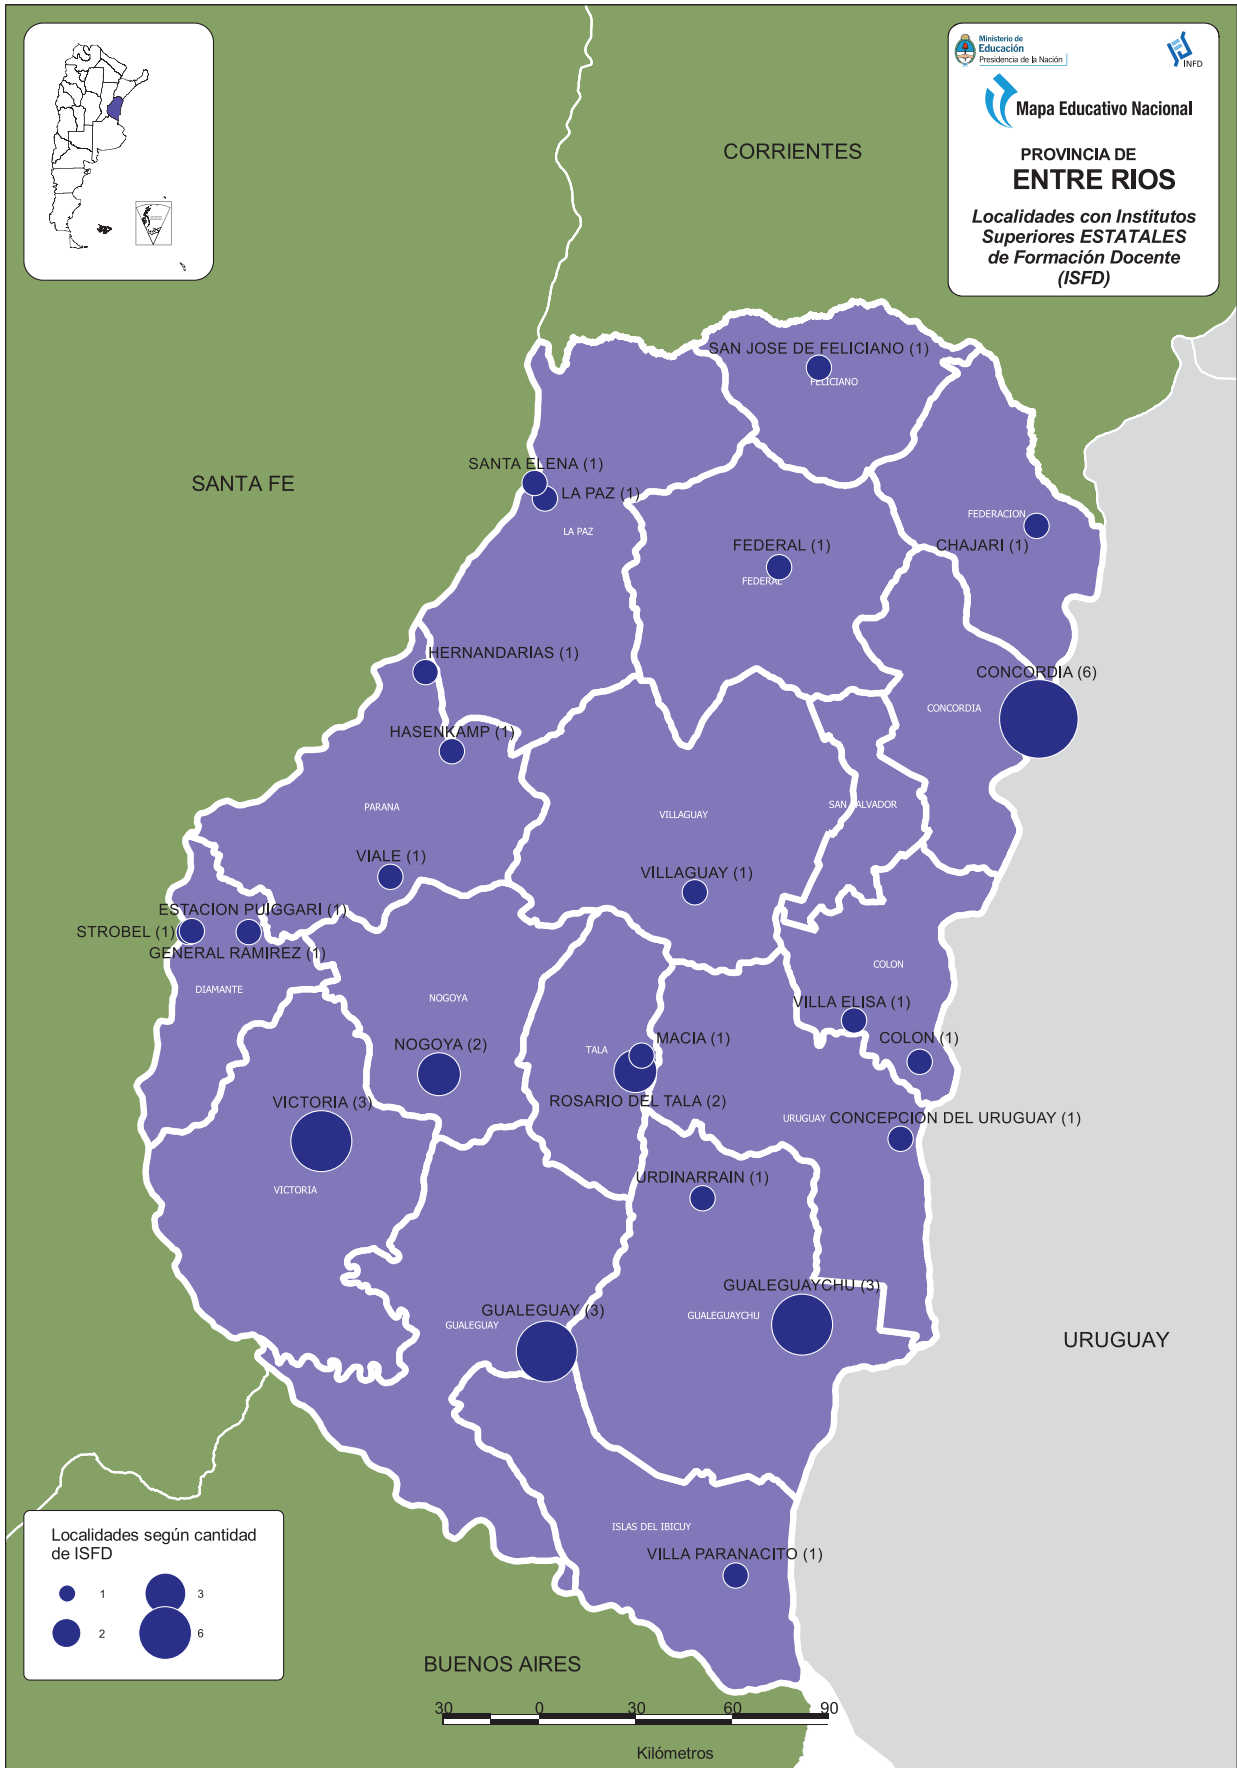 Ministerio de
Educación
Presidencia de la Nación
INFD
Mapa Educativo Nacional
PROVINCIA DE
ENTRE RIOS
Localidades con Institutos
Superiores ESTATALES
de Formación Docente
(ISFD)
CORRIENTES
SAN JOSE DE FELICIANO (1)
FELICIANO
SANTA ELENA (1)
SANTA FE
LA PAZ (1)
LA PAZ
FEDERACION
CHAJARI (1)
FEDERAL (1)
FEDERAL
HERNANDARIAS (1)
CONCORDIA (6)
CONCORDIA
HASENKAMP (1)
PARANA
VILLAGUAY
SAN SALVADOR
VIALE (1)
VILLAGUAY (1)
ESTACION PUIGGARI (1)
STROBEL (1)
GENERAL RAMIREZ (1)
DIAMANTE
COLON
NOGOYA
VILLA ELISA (1)
NOGOYA (2)
TALA
MACIA (1)
COLON (1)
VICTORIA (3)
ROSARIO DEL TALA (2)
URUGUAY
CONCEPCION DEL URUGUAY (1)
URDINARRAIN (1)
VICTORIA
GUALEGUAYCHU (3)
GUALEGUAY (3)
GUALEGUAY
GUALEGUAYCHU
URUGUAY
ISLAS DEL IBICUY
VILLA PARANACITO (1)
Localidades según cantidad
de ISFD
1
3
2
6
BUENOS AIRES
30 0 30 60 90
Kilómetros